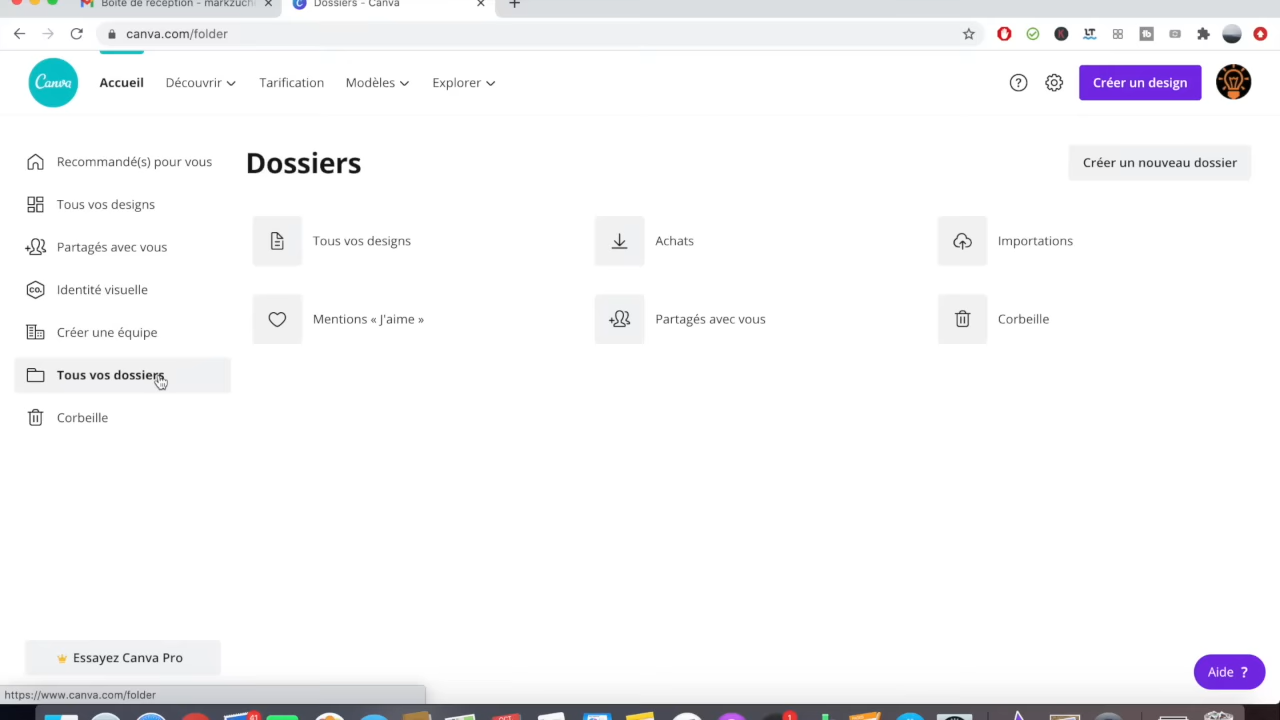 Boîte de réception - markzuch
Dossiers - Canva
canva.com/folder
Canva
Accueil
Découvrir
Tarification
Modèles
Explorer
Créer un design
Recommandé(s) pour vous
Tous vos designs
Partagés avec vous
Identité visuelle
CO.
Créer une équipe
Tous vos dossiers
Corbeille
Dossiers
Créer un nouveau dossier
Tous vos designs
Achats
Importations
Mentions « J'aime »
Partagés avec vous
Corbeille
Essayez Canva Pro
Aide ?
https://www.canva.com/folder